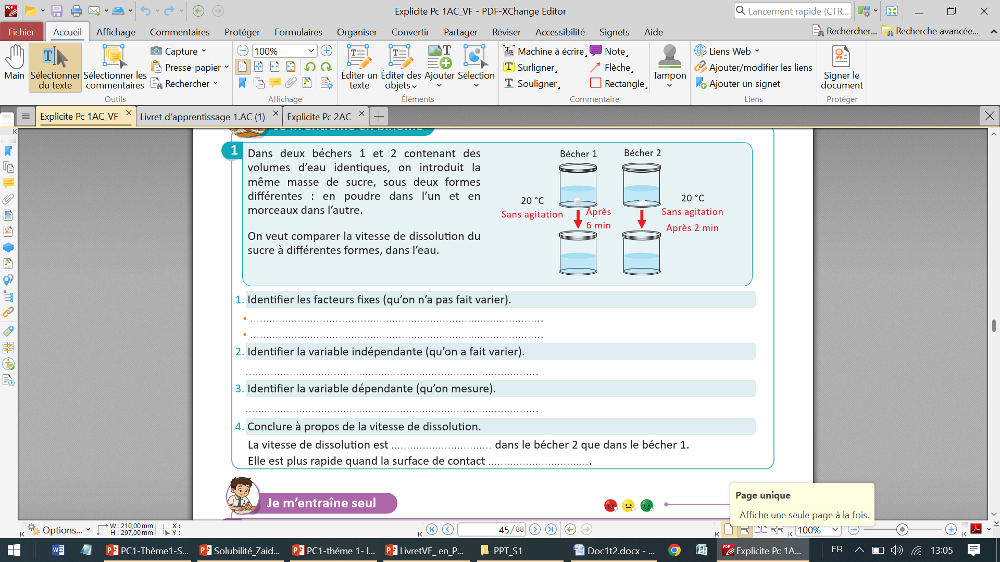 Explicite Pc 1AC_VF - PDF-XChange Editor
Lancement rapide (CTR...
Fichier
Accueil
Affichage
Commentaires
Protéger
Formulaires
Organiser
Convertir
Partager
Réviser
Accessibilité
Signets
Aide
Rechercher...
Recherche avancée...
Main
Sélectionner du texte
Sélectionner les commentaires
Capture
Presse-papier
Rechercher
Outils
100%
Affichage
Éditer un texte
Éditer des objets
Ajouter
Sélection
Éléments
Machine à écrire
Surligner
Souligner
Note
Flèche
Rectangle
Commentaire
Tampon
Liens Web
Ajouter/modifier les liens
Ajouter un signet
Liens
Signer le document
Protéger
Explicite Pc 1AC_VF
Livret d'apprentissage 1.AC (1)
Explicite Pc 2AC
Je m'entraîne en binôme
1
Dans deux béchers 1 et 2 contenant des
volumes d'eau identiques, on introduit la
même masse de sucre, sous deux formes
différentes : en poudre dans l'un et en
morceaux dans l'autre.
On veut comparer la vitesse de dissolution du
sucre à différentes formes, dans l'eau.
Bécher 1
Bécher 2
20 °C
Sans agitation
Après
6 min
20 °C
Sans agitation
Après 2 min
1. Identifier les facteurs fixes (qu'on n'a pas fait varier).
• ...............................................................................................
• ...............................................................................................
2. Identifier la variable indépendante (qu'on a fait varier).
...............................................................................................
3. Identifier la variable dépendante (qu'on mesure).
...............................................................................................
4. Conclure à propos de la vitesse de dissolution.
La vitesse de dissolution est ................................ dans le bécher 2 que dans le bécher 1.
Elle est plus rapide quand la surface de contact ................................
Je m'entraîne seul
Page unique
Affiche une seule page à la fois.
Options...
W : 210,00 mm
H : 297,00 mm
X :
Y :
45 / 88
100%
PC1-Thème1-S...
Solubilité_Zaid...
PC1-théme 1- l...
LivretVF_ en_P...
PPT_S1
Doc1t2.docx - ...
Explicite Pc 1A...
FR
13:05